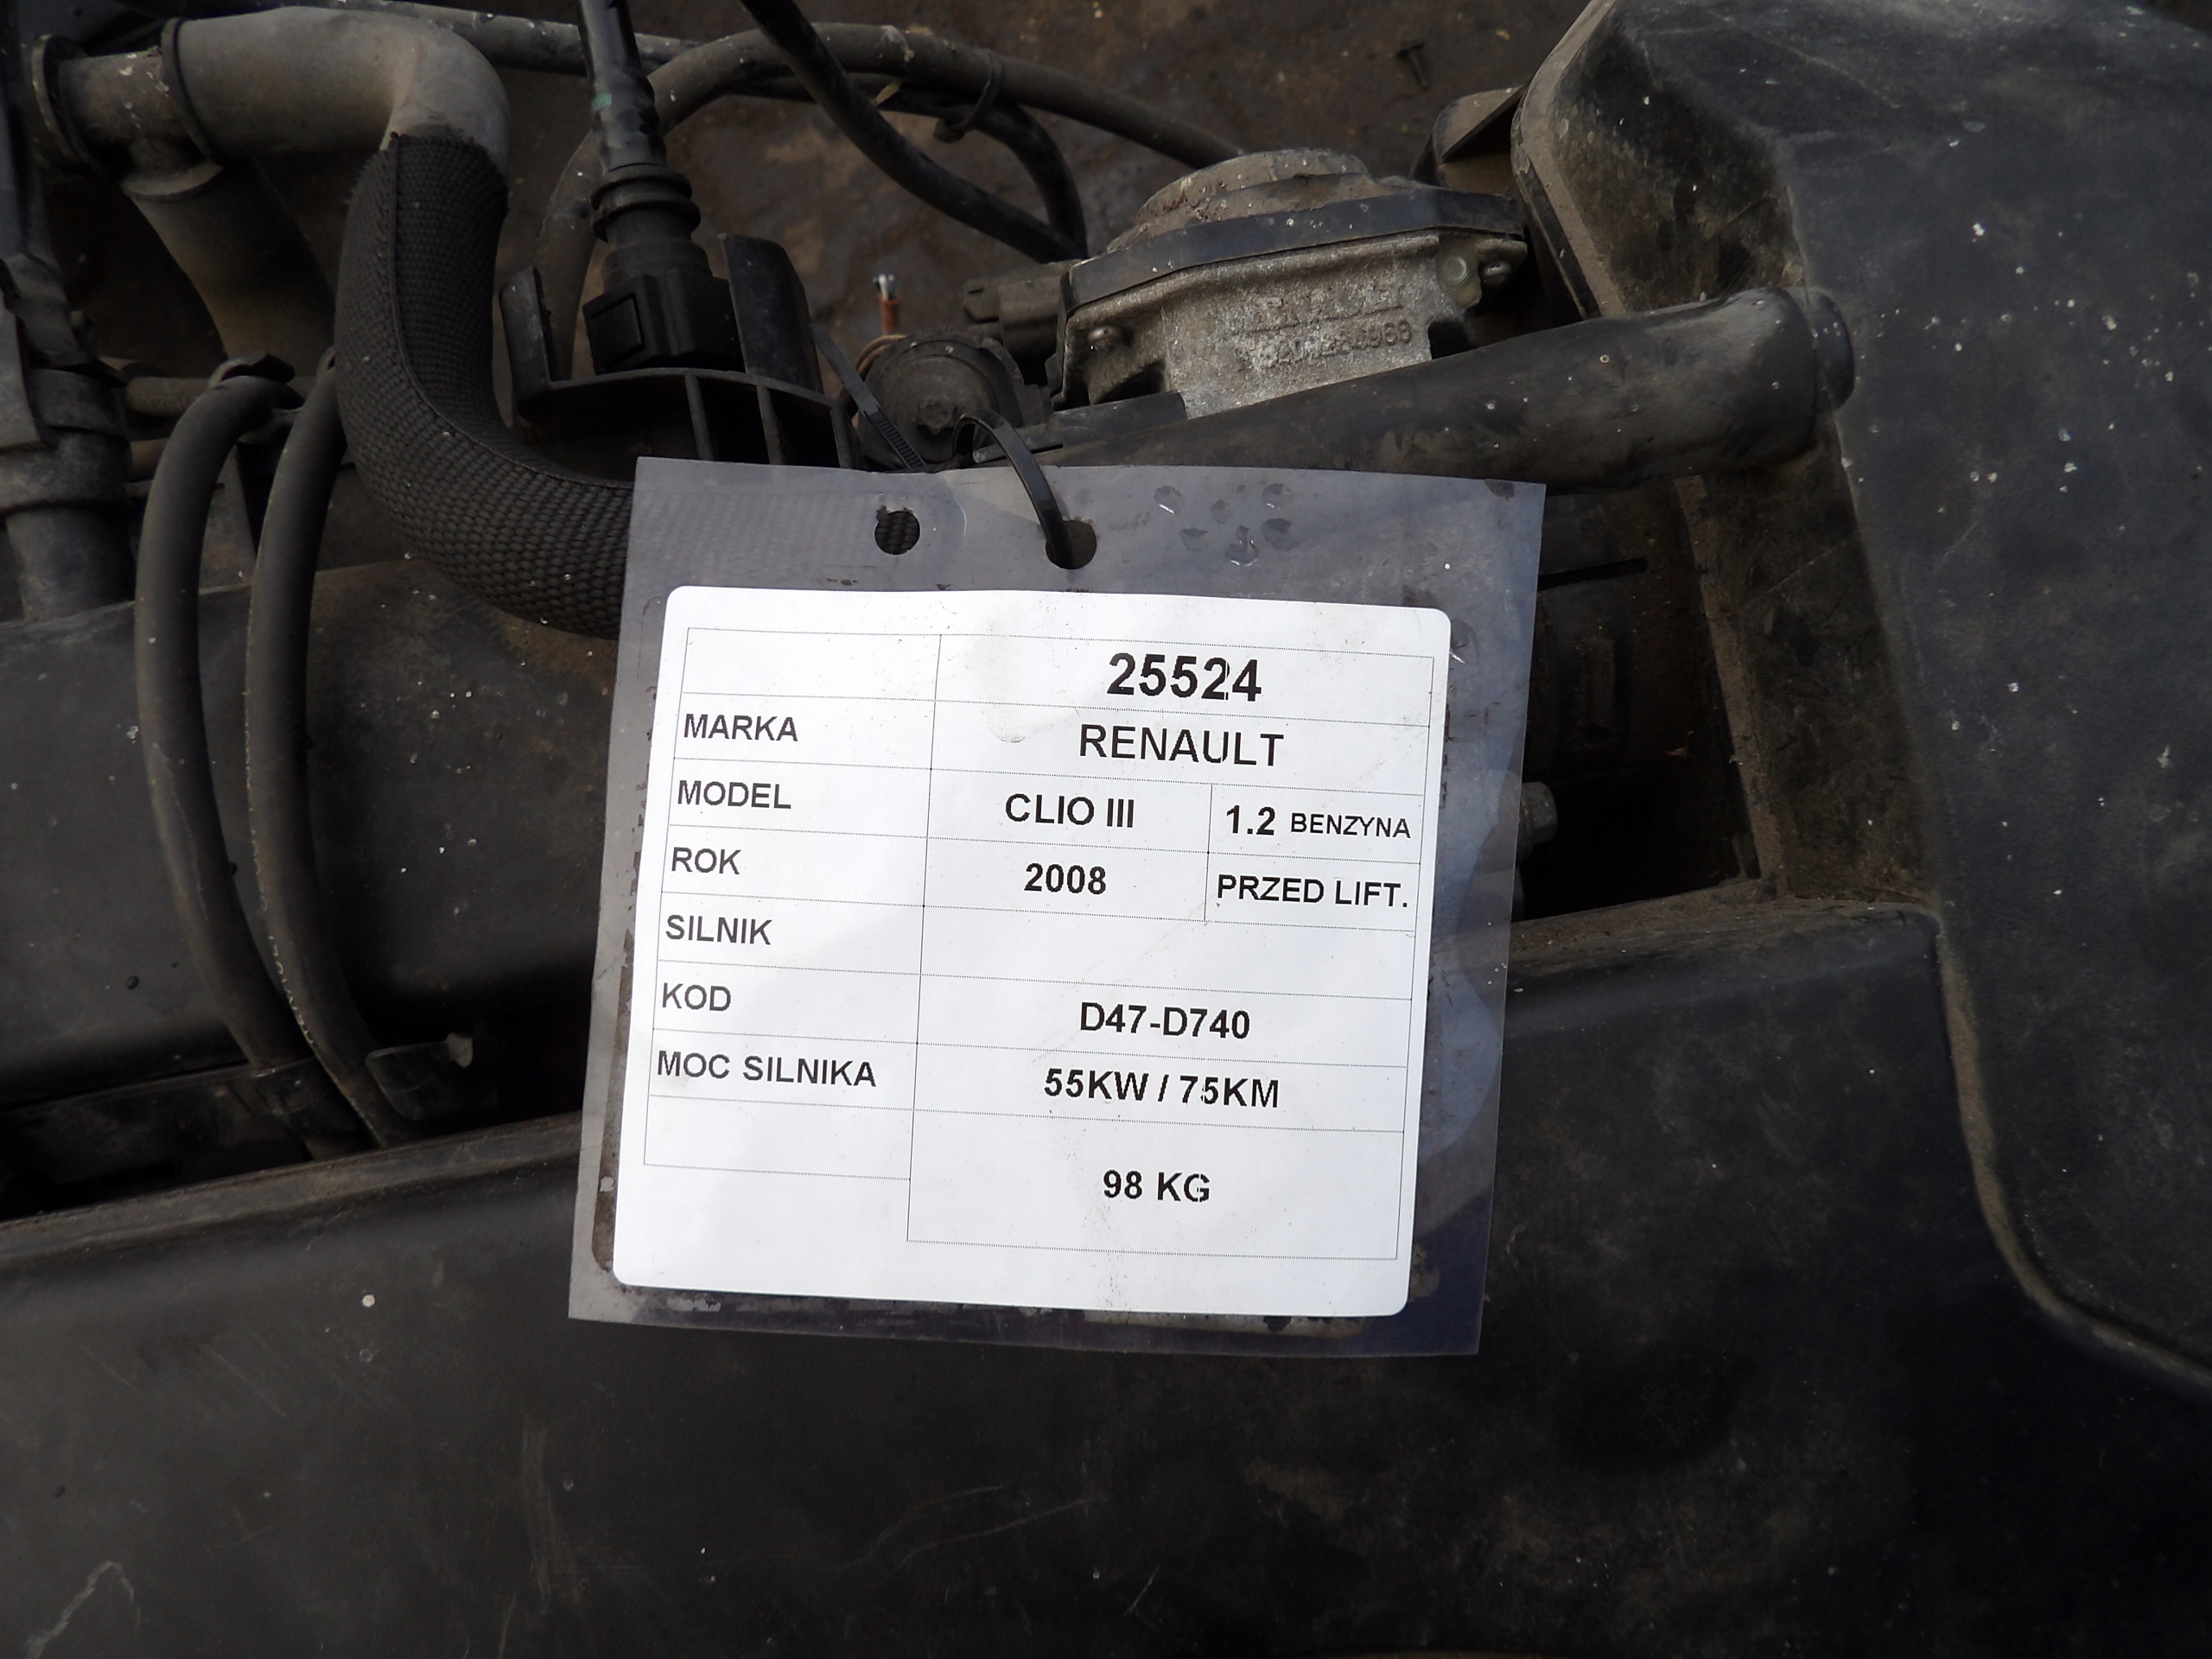 25524
MARKA RENAULT
MODEL CLIO III 1.2 BENZYNA
ROK 2008 PRZED LIFT.
SILNIK
KOD D47-D740
MOC SILNIKA 55KW / 75KM
98 KG